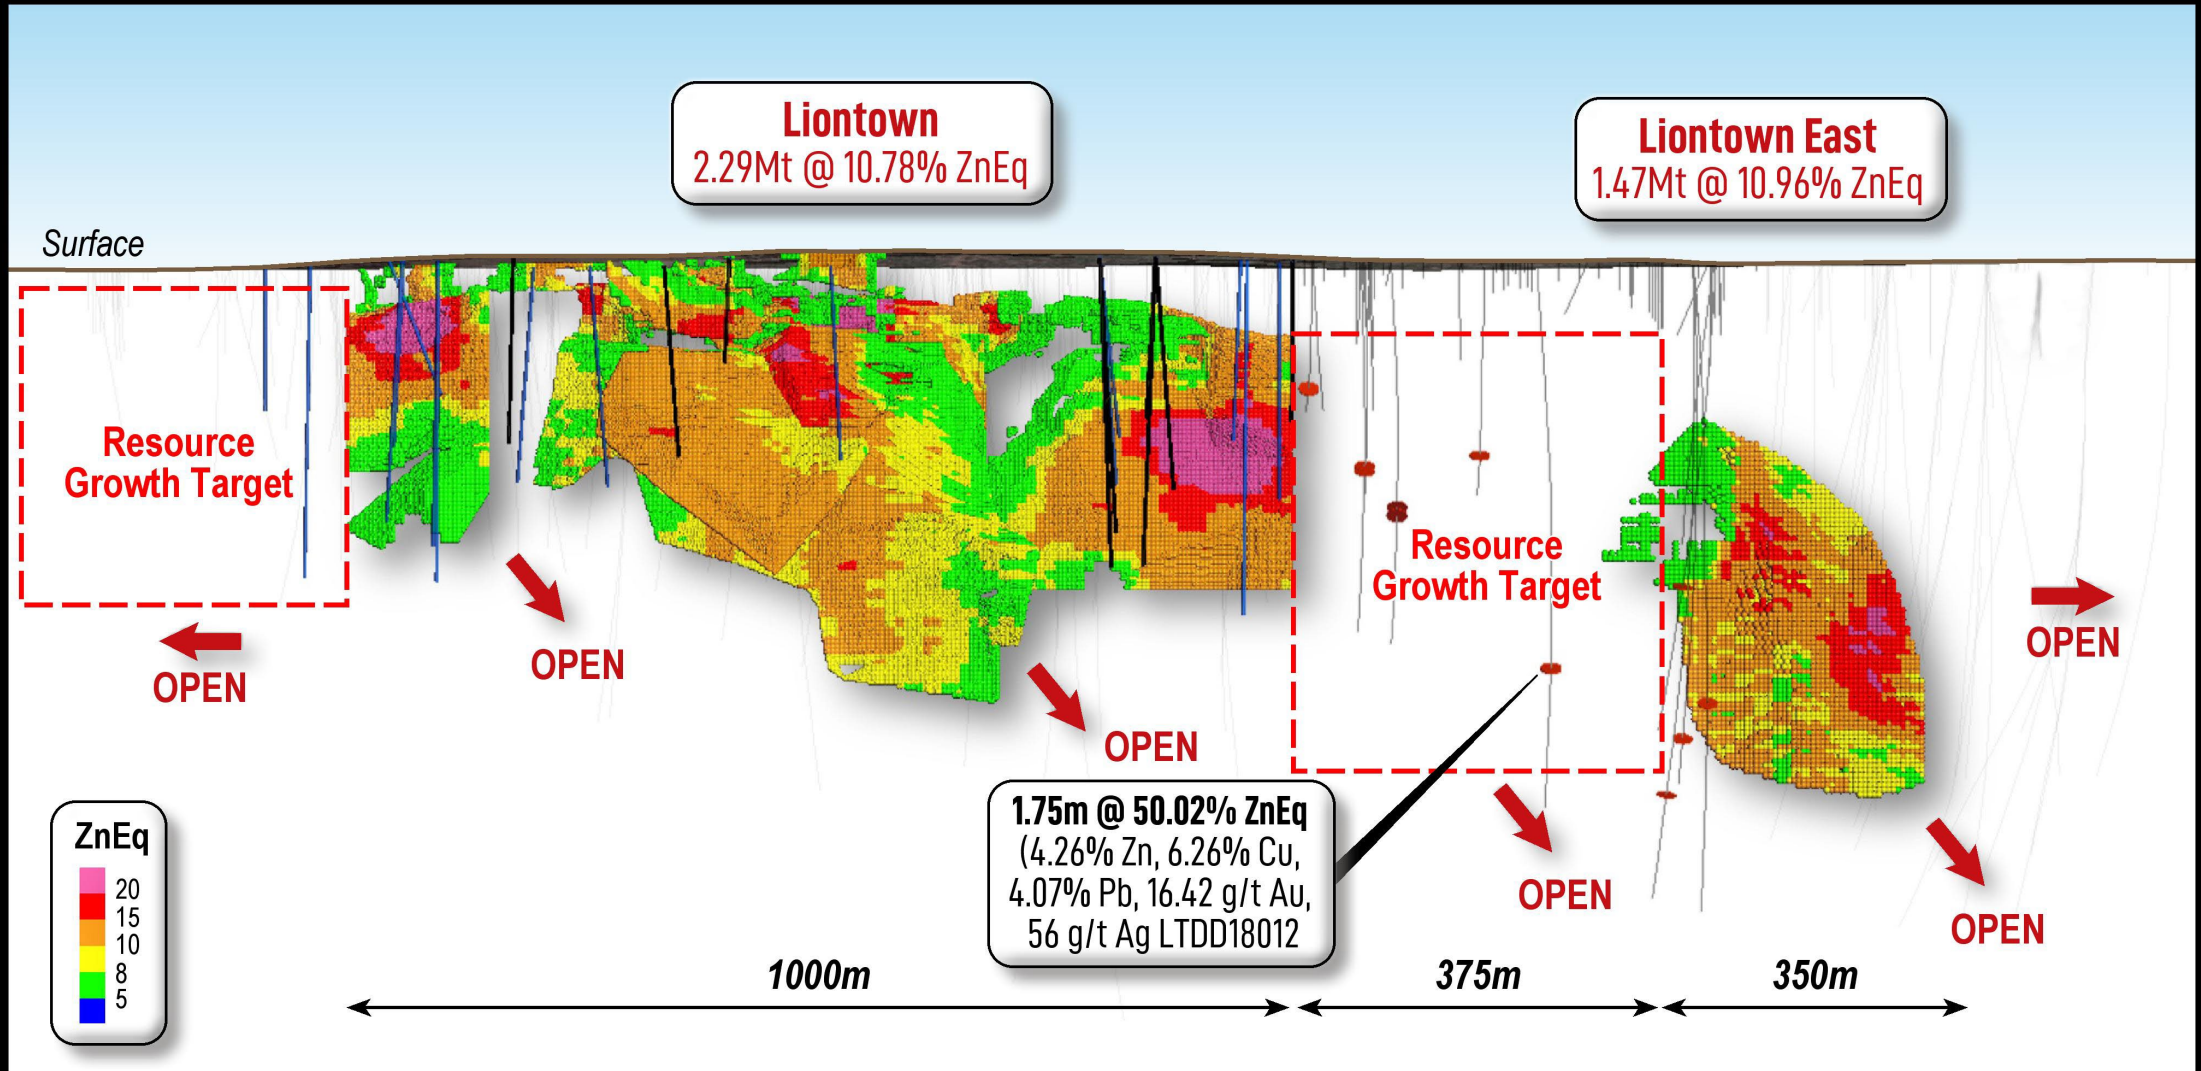 Liontown
2.29Mt @ 10.78% ZnEq
Liontown East
1.47Mt @ 10.96% ZnEq
Surface
Resource
Growth Target
Resource
Growth Target
OPEN
OPEN
OPEN
OPEN
OPEN
OPEN
1.75m @ 50.02% ZnEq
(4.26% Zn, 6.26% Cu,
4.07% Pb, 16.42 g/t Au,
56 g/t Ag LTDD18012
ZnEq
20
15
10
8
5
1000m
375m
350m